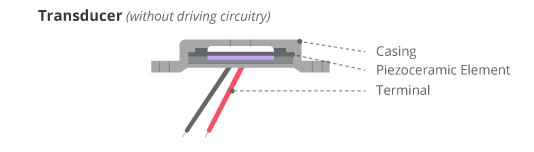 Transducer (without driving circuitry)
Casing
Piezoceramic Element
Terminal